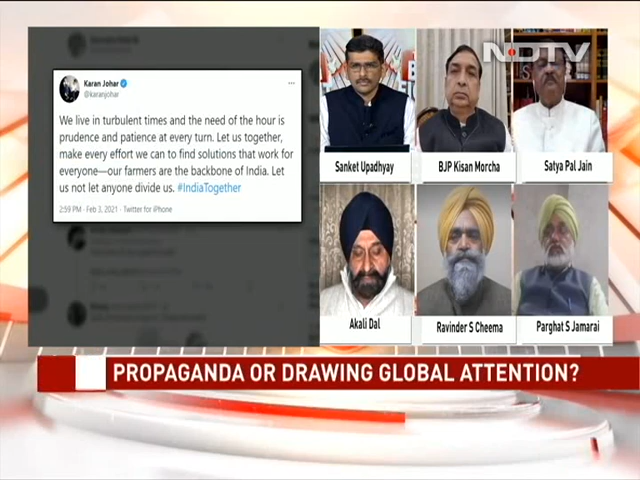 NDTV
Karan Johar
@karanjohar
We live in turbulent times and the need of the hour is
prudence and patience at every turn. Let us together,
make every effort we can to find solutions that work for
everyone—our farmers are the backbone of India. Let
us not let anyone divide us. #IndiaTogether
2:59 PM · Feb 3, 2021 · Twitter for iPhone
Sanket Upadhyay
BJP Kisan Morcha
Satya Pal Jain
Akali Dal
Ravinder S Cheema
Parghat S Jamarai
PROPAGANDA OR DRAWING GLOBAL ATTENTION?